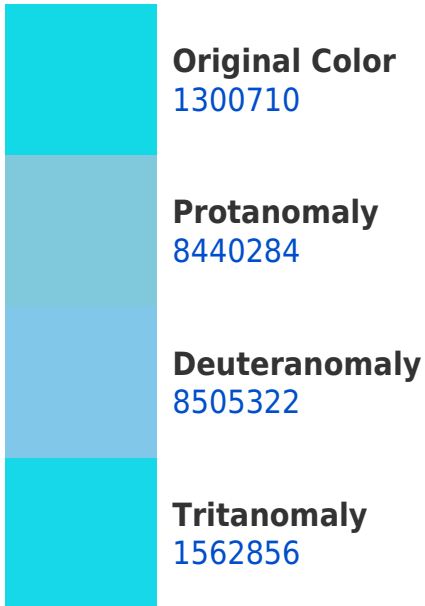 Original Color
1300710
Protanomaly
8440284
Deuteranomaly
8505322
Tritanomaly
1562856